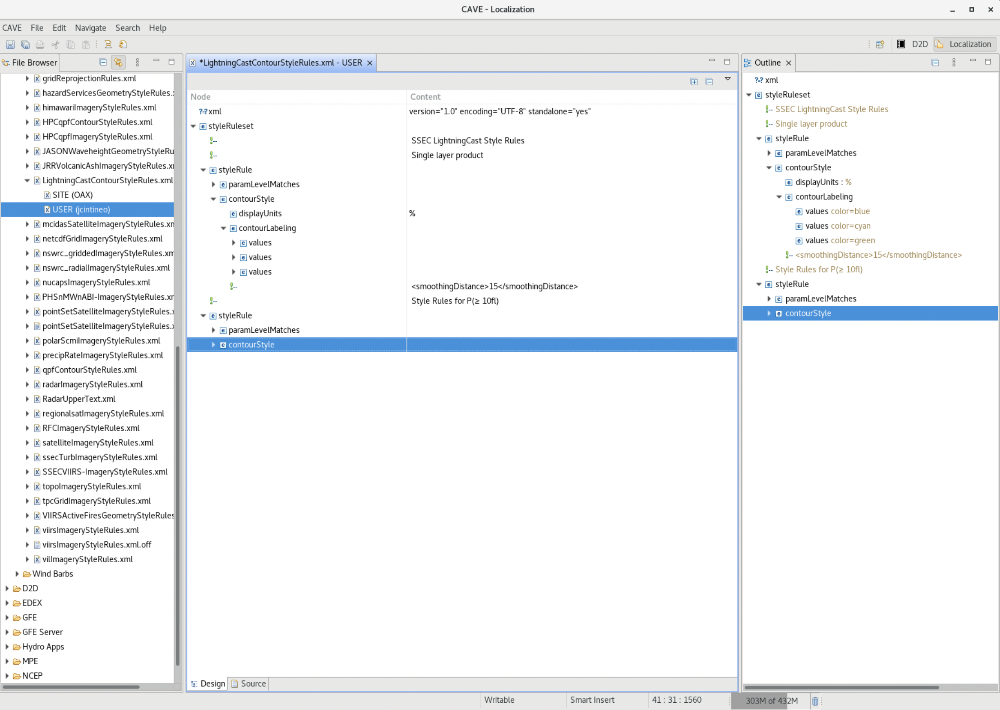 CAVE - Localization
CAVE File Edit Navigate Search Help
D2D Localization
File Browser
gridReprojectionRules.xml
hazardServicesGeometryStyleRules.x
himawariImageryStyleRules.xml
HPCqpfContourStyleRules.xml
HPCqpfImageryStyleRules.xml
JASONWaveheightGeometryStyleRu
JRRVolcanicAshImageryStyleRules.x
LightningCastContourStyleRules.xml
SITE (OAX)
USER (jcintineo)
mcidasSatelliteImageryStyleRules.xm
netcdfGridImageryStyleRules.xml
nswrc_griddedImageryStyleRules.xm
nswrc_radialImageryStyleRules.xml
nucapsImageryStyleRules.xml
PHSnMWnABI-ImageryStyleRules.xm
pointSetSatelliteImageryStyleRules.x
pointSetSatelliteImageryStyleRules.x
polarScmiImageryStyleRules.xml
precipRateImageryStyleRules.xml
qpfContourStyleRules.xml
radarImageryStyleRules.xml
RadarUpperText.xml
regionalsatImageryStyleRules.xml
RFCImageryStyleRules.xml
satelliteImageryStyleRules.xml
ssecTurbImageryStyleRules.xml
SSECVIIRS-ImageryStyleRules.xml
topoImageryStyleRules.xml
tpcGridImageryStyleRules.xml
VIIRSActiveFiresGeometryStyleRules
viirsImageryStyleRules.xml
viirsImageryStyleRules.xml.off
vilImageryStyleRules.xml
Wind Barbs
D2D
EDEX
GFE
GFE Server
Hydro Apps
MPE
NCEP
*LightningCastContourStyleRules.xml - USER
Node Content
xml version="1.0" encoding="UTF-8" standalone="yes"
styleRuleset
SSEC LightningCast Style Rules
Single layer product
styleRule
paramLevelMatches
contourStyle
displayUnits %
contourLabeling
values
values
values
<smoothingDistance>15</smoothingDistance>
Style Rules for P(≥ 10fl)
styleRule
paramLevelMatches
contourStyle
Design Source
Outline
xml
styleRuleset
SSEC LightningCast Style Rules
Single layer product
styleRule
paramLevelMatches
contourStyle
displayUnits : %
contourLabeling
values color=blue
values color=cyan
values color=green
<smoothingDistance>15</smoothingDistance>
Style Rules for P(≥ 10fl)
styleRule
paramLevelMatches
contourStyle
Writable Smart Insert 41 : 31 : 1560 303M of 432M